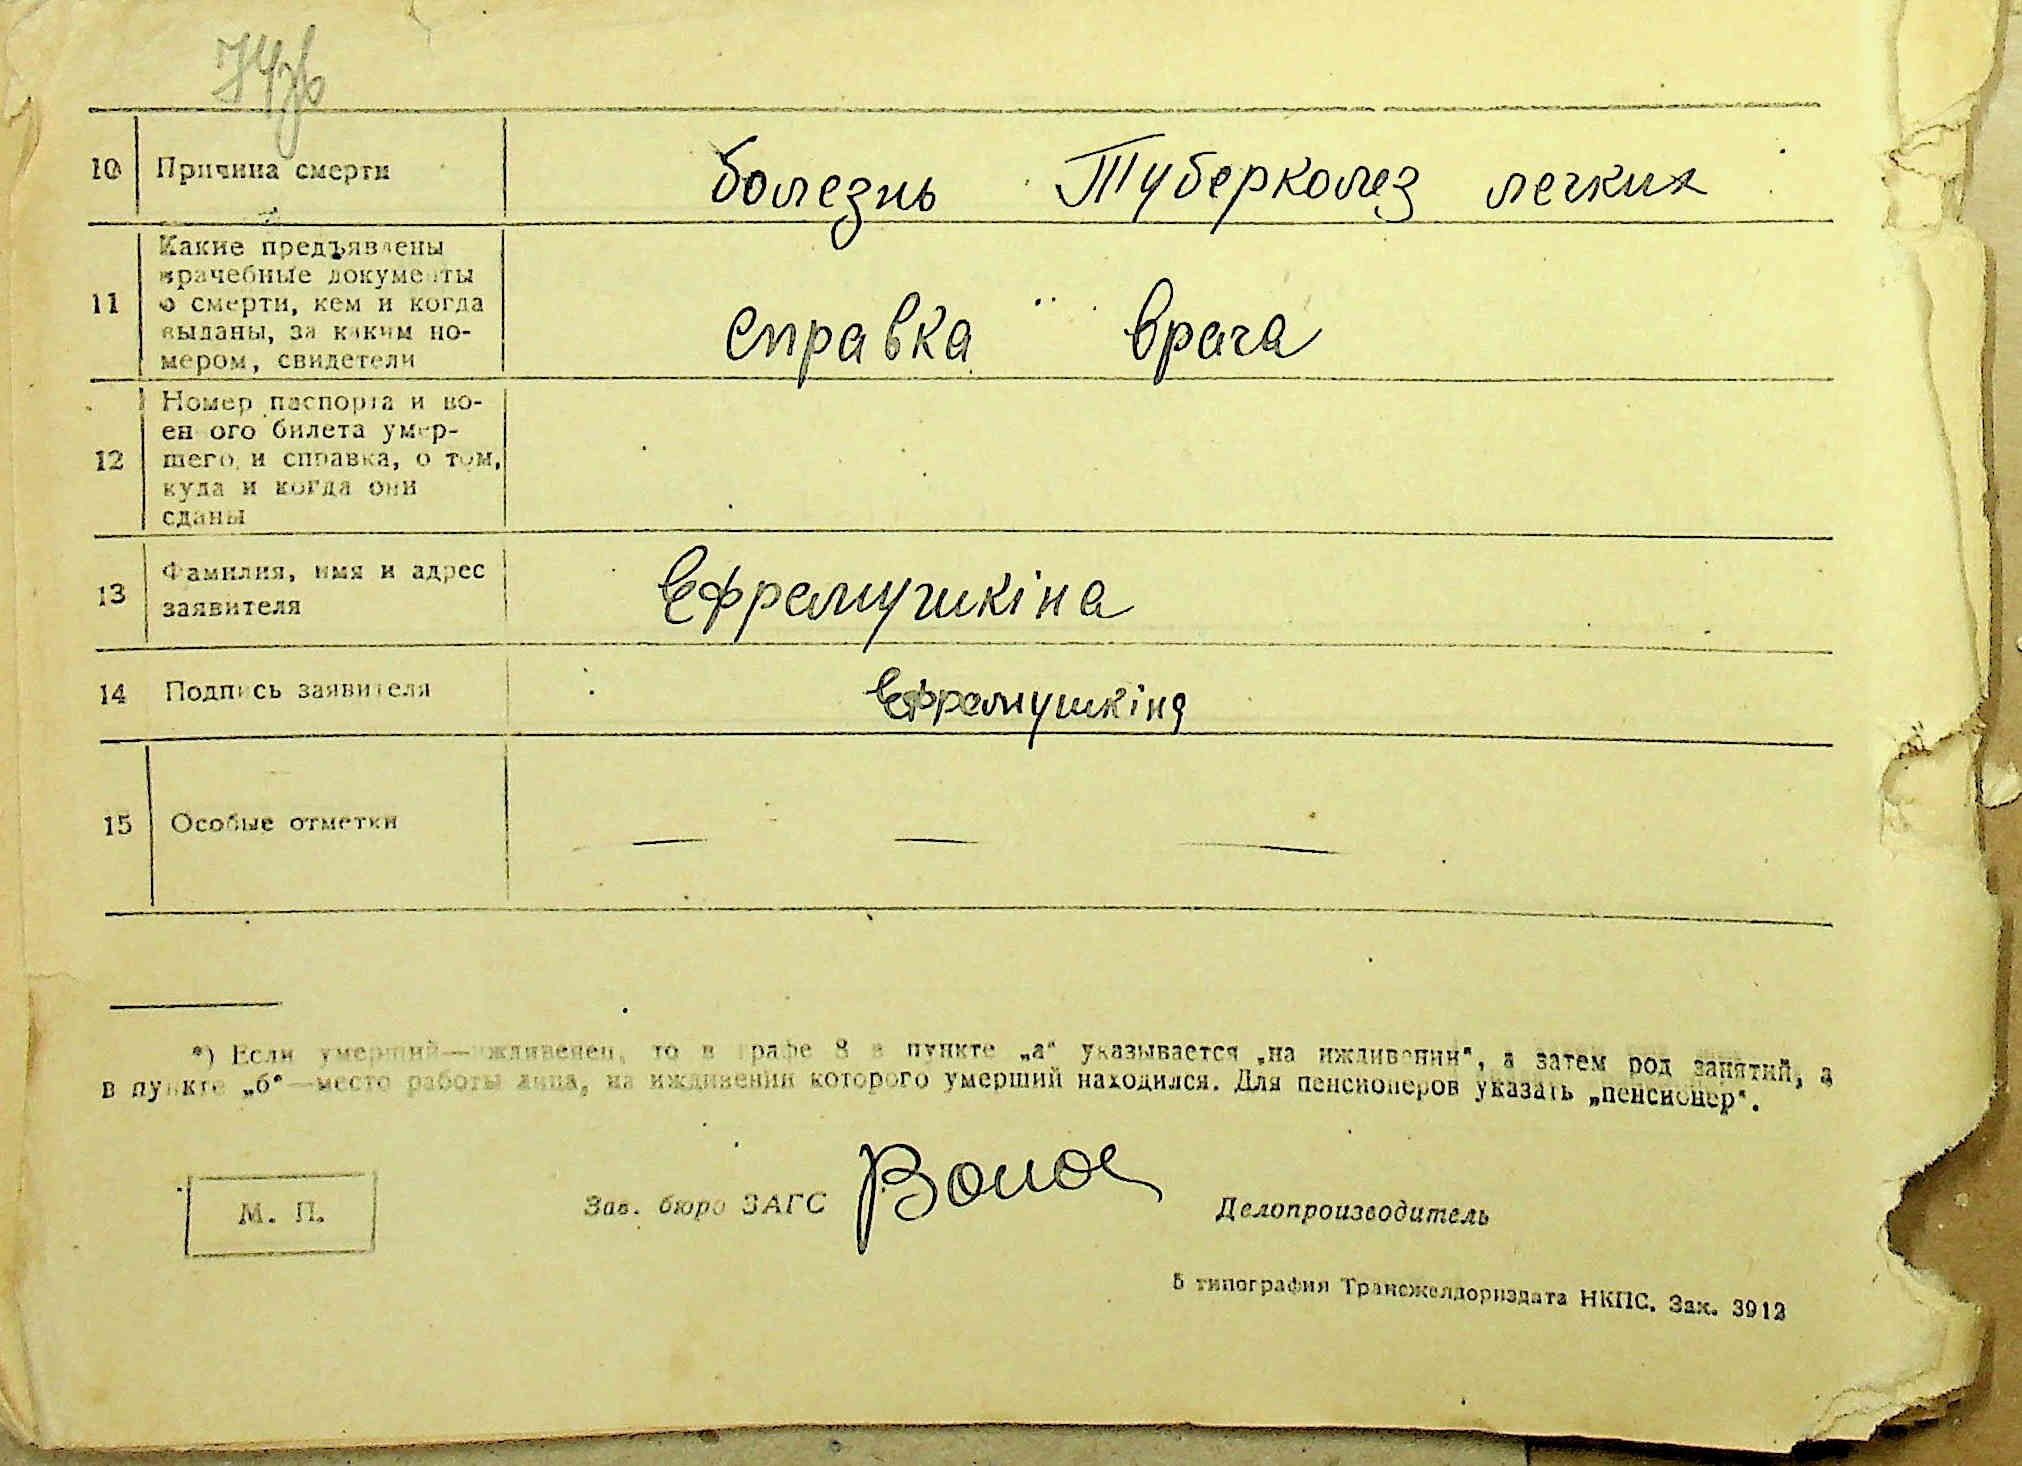 10 Причина смерти болезнь Туберколез легких
11 Какие предъявлены
врачебные документы
о смерти, кем и когда
выданы, за каким но-
мером, свидетели
справка врача
12 Номер паспорта и во-
енного билета умер-
шего и справка, о том,
куда и когда они
сданы
13 Фамилия, имя и адрес
заявителя
Ефремушкіна
14 Подпись заявителя Ефремушкіна
15 Особые отметки — — —
*) Если умерший—иждивенец, то в графе 8 в пункте „а“ указывается „на иждивении“, а затем род занятий, а
в пункте „б“—место работы лица, на иждивении которого умерший находился. Для пенсионеров указать „пенсионер“.
М. П. Зав. бюро ЗАГС Делопроизводитель
5 типография Трансжелдориздата НКПС. Зак. 3912